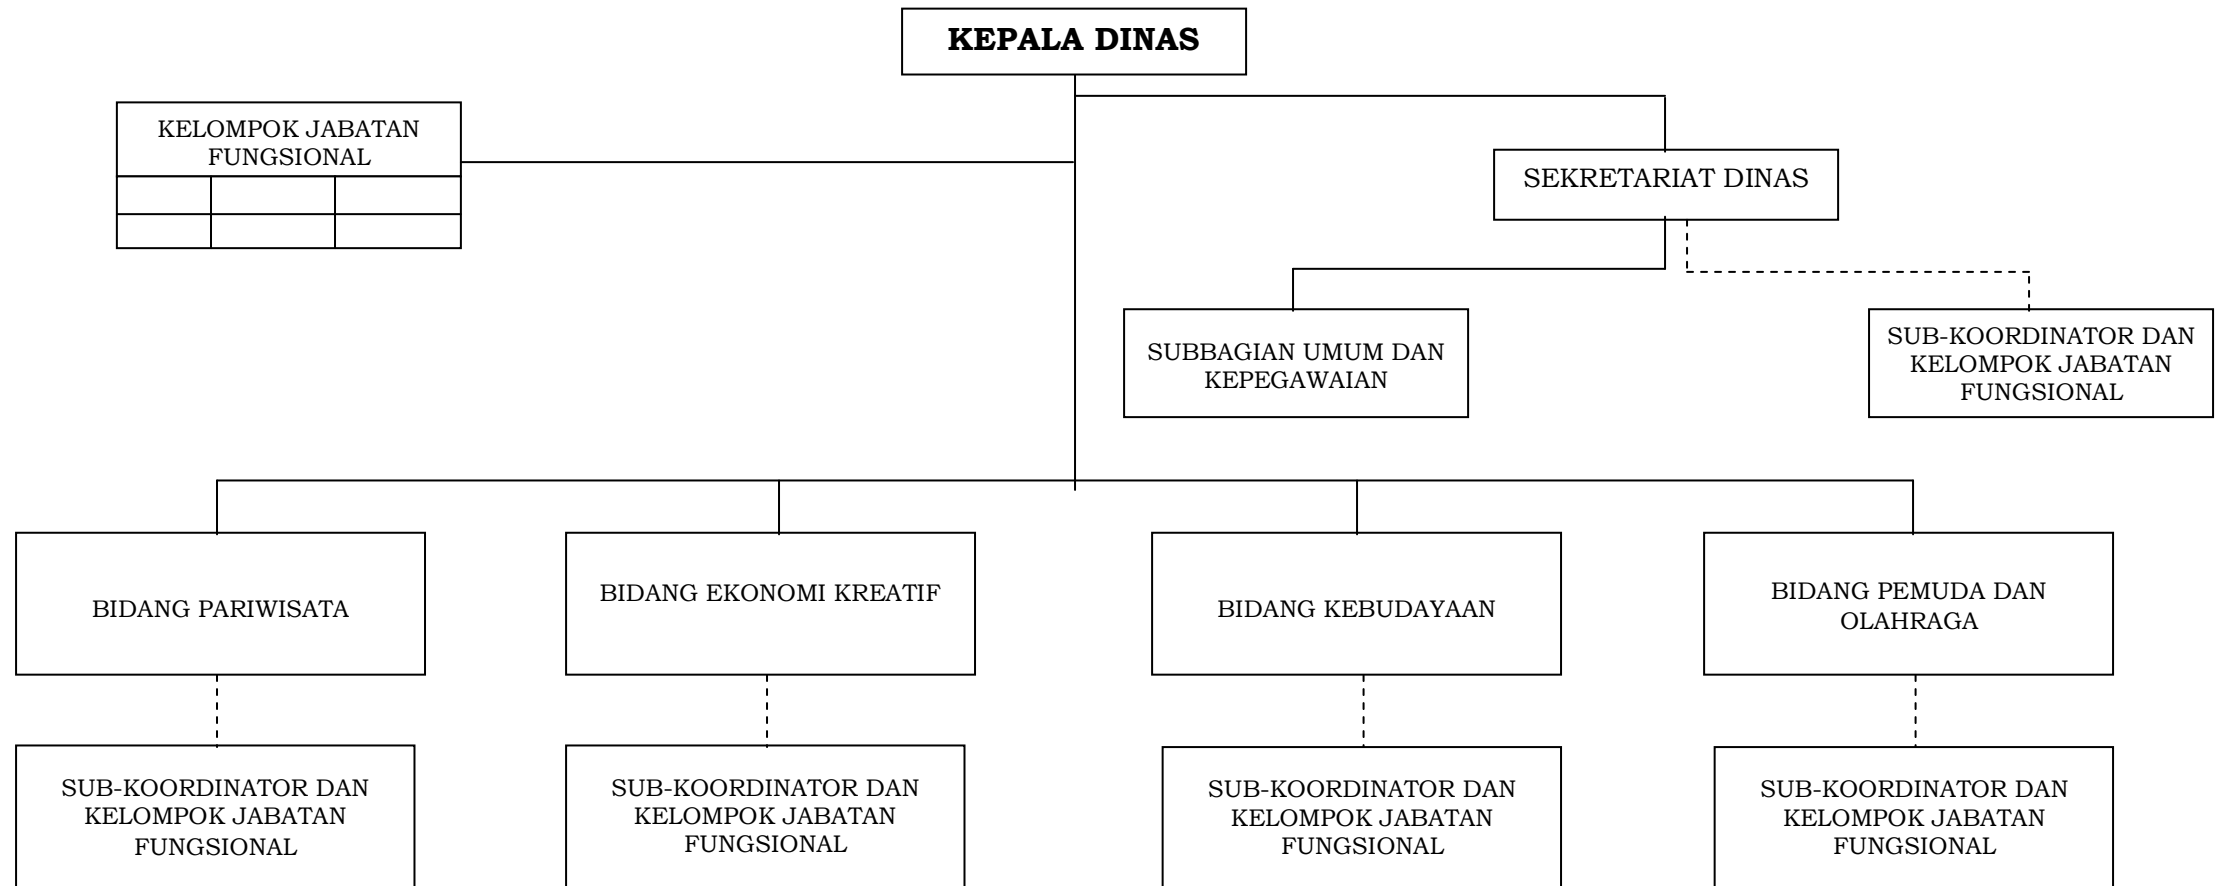 KEPALA DINAS
KELOMPOK JABATAN
FUNGSIONAL
SEKRETARIAT DINAS
SUBBAGIAN UMUM DAN
KEPEGAWAIAN
SUB-KOORDINATOR DAN
KELOMPOK JABATAN
FUNGSIONAL
BIDANG PARIWISATA
BIDANG EKONOMI KREATIF
BIDANG KEBUDAYAAN
BIDANG PEMUDA DAN
OLAHRAGA
SUB-KOORDINATOR DAN
KELOMPOK JABATAN
FUNGSIONAL
SUB-KOORDINATOR DAN
KELOMPOK JABATAN
FUNGSIONAL
SUB-KOORDINATOR DAN
KELOMPOK JABATAN
FUNGSIONAL
SUB-KOORDINATOR DAN
KELOMPOK JABATAN
FUNGSIONAL